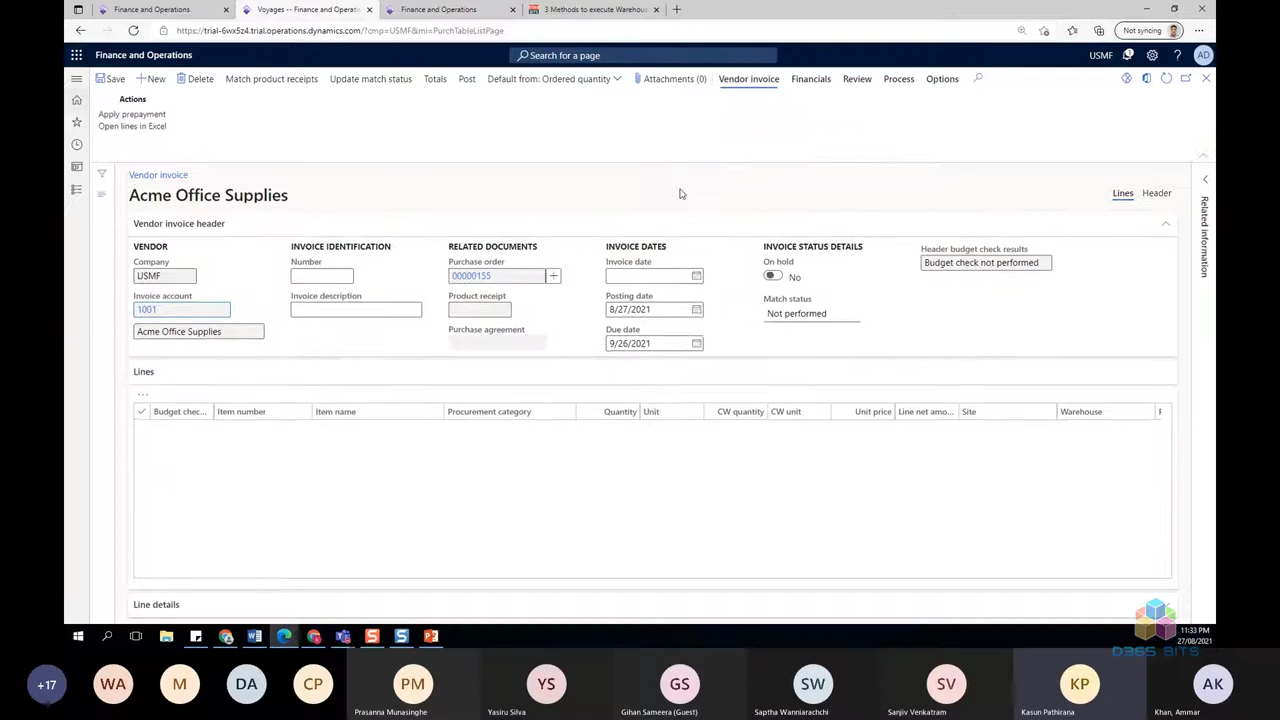 Finance and Operations
Voyages -- Finance and Operatio
Finance and Operations
3 Methods to execute Warehous
https://trial-6wx5z4.trial.operations.dynamics.com/?cmp=USMF&mi=PurchTableListPage
Not syncing
Finance and Operations
Search for a page
USMF
AD
Save
New
Delete
Match product receipts
Update match status
Totals
Post
Default from: Ordered quantity
Attachments (0)
Vendor invoice
Financials
Review
Process
Options
Actions
Apply prepayment
Open lines in Excel
Vendor invoice
Acme Office Supplies
Lines
Header
Related information
Vendor invoice header
VENDOR
INVOICE IDENTIFICATION
RELATED DOCUMENTS
INVOICE DATES
INVOICE STATUS DETAILS
Header budget check results
Company
Number
Purchase order
Invoice date
On hold
USMF
00000155
No
Budget check not performed
Invoice account
Invoice description
Product receipt
Posting date
Match status
1001
8/27/2021
Not performed
Acme Office Supplies
Purchase agreement
Due date
9/26/2021
Lines
...
Budget chec...
Item number
Item name
Procurement category
Quantity
Unit
CW quantity
CW unit
Unit price
Line net amo...
Site
Warehouse
Line details
11:33 PM
27/08/2021
D365 BITS
+17
WA
M
DA
CP
PM
YS
GS
SW
SV
KP
AK
Prasanna Munasinghe
Yasiru Silva
Gihan Sameera (Guest)
Saptha Wanniarachchi
Sanjiv Venkatram
Kasun Pathirana
Khan, Ammar